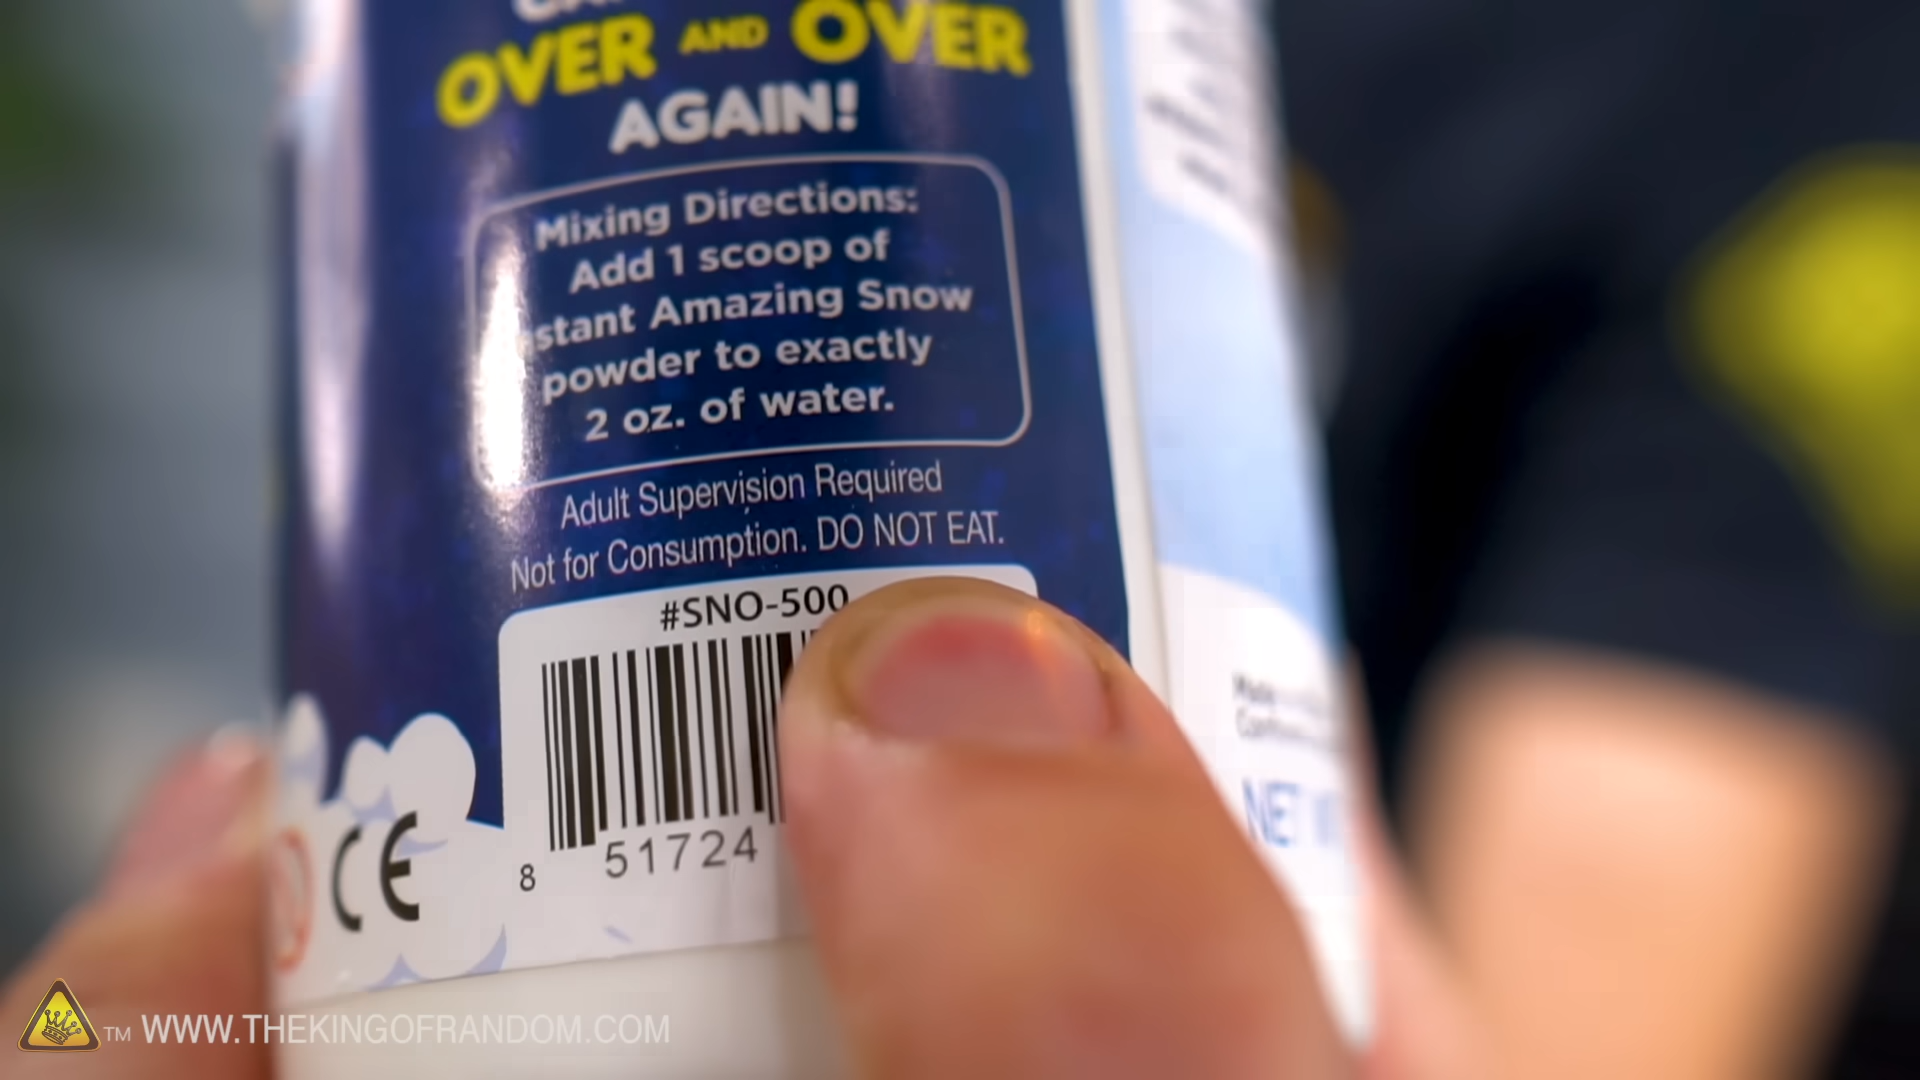 OVER AND OVER
AGAIN!
Mixing Directions:
Add 1 scoop of
stant Amazing Snow
powder to exactly
2 oz. of water.
Adult Supervision Required
Not for Consumption. DO NOT EAT.
#SNO-500
8 51724
CE
NET
TM WWW.THEKINGOFRANDOM.COM